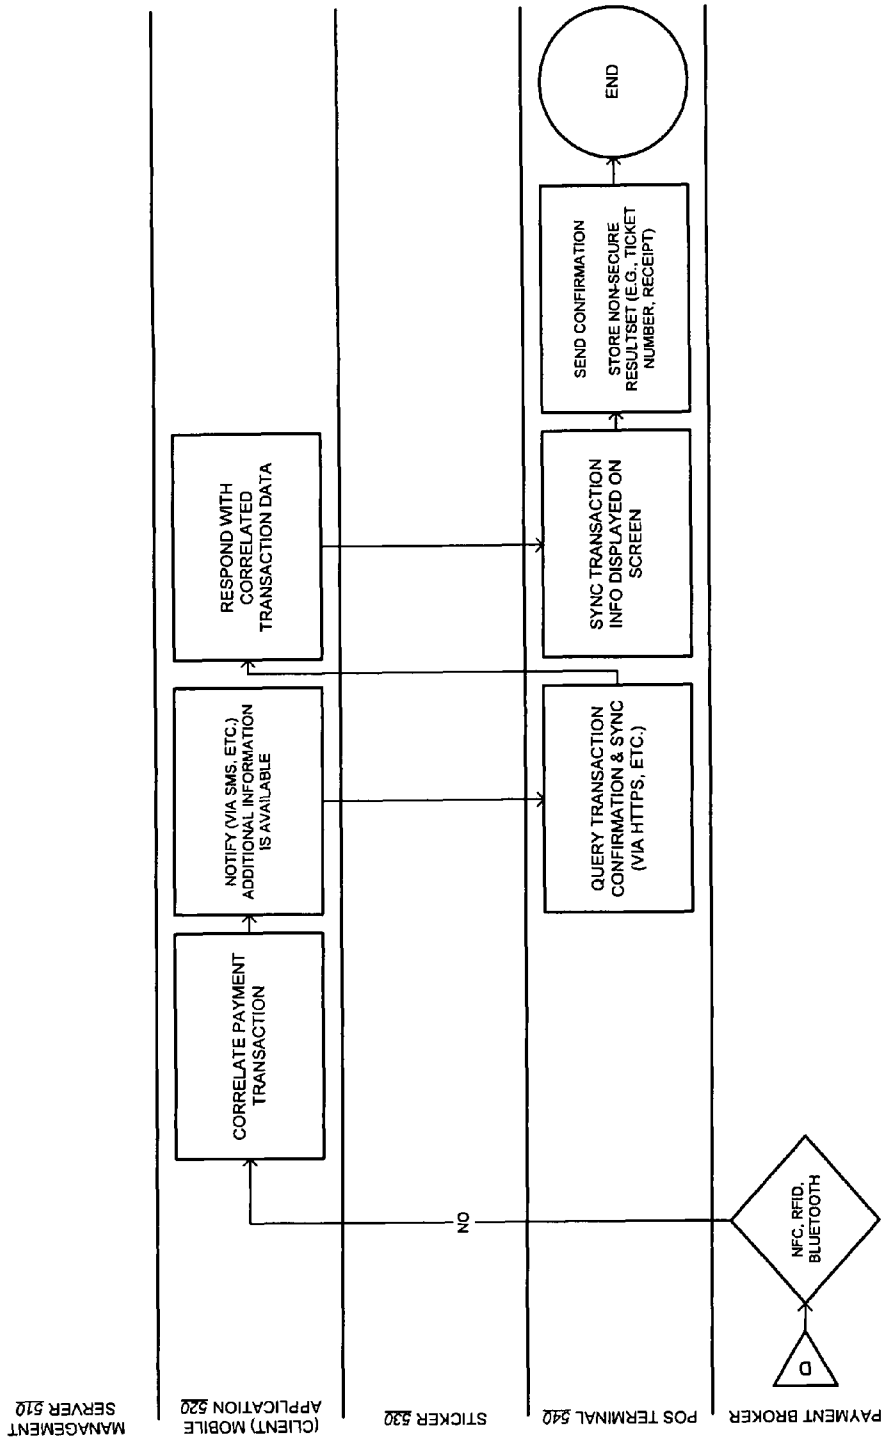 MANAGEMENT
SERVER 510
(CLIENT) MOBILE
APPLICATION 520
STICKER 530
POS TERMINAL 540
PAYMENT BROKER
D
NFC, RFID,
BLUETOOTH
NO
CORRELATE PAYMENT
TRANSACTION
NOTIFY (VIA SMS, ETC.)
ADDITIONAL INFORMATION
IS AVAILABLE
QUERY TRANSACTION
CONFIRMATION & SYNC
(VIA HTTPS, ETC.)
RESPOND WITH
CORRELATED
TRANSACTION DATA
SYNC TRANSACTION
INFO DISPLAYED ON
SCREEN
SEND CONFIRMATION
STORE NON-SECURE
RESULTSET (E.G., TICKET
NUMBER, RECEIPT)
END